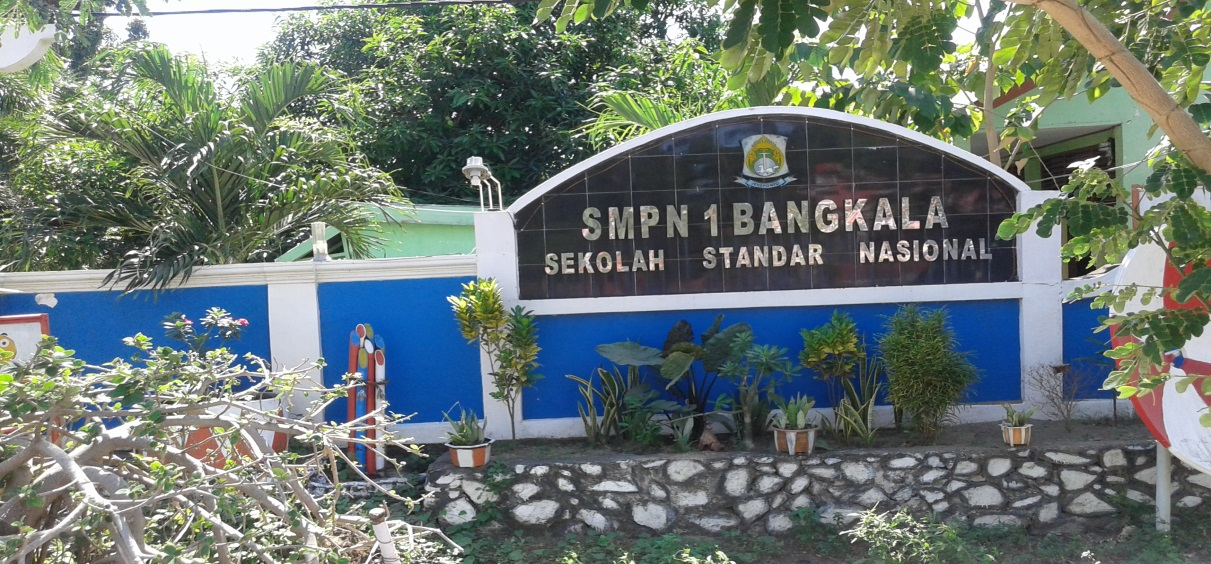 SMPN 1 BANGKALA
SEKOLAH STANDAR NASIONAL